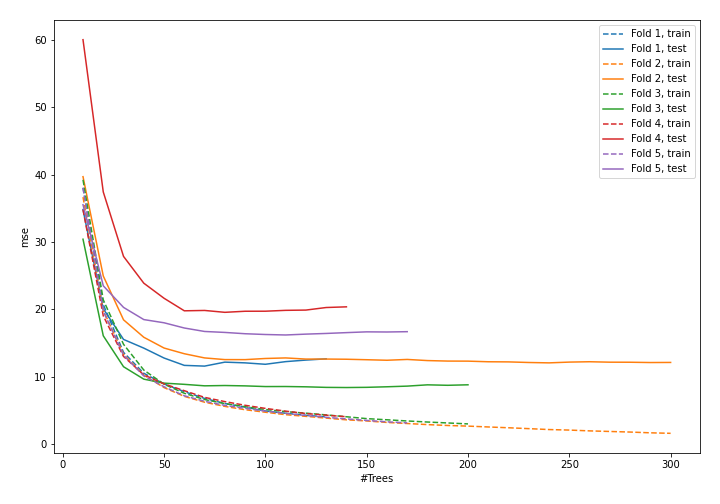 60
50
40
30
20
10
0
mse
0
50
100
150
200
250
300
#Trees
Fold 1, train
Fold 1, test
Fold 2, train
Fold 2, test
Fold 3, train
Fold 3, test
Fold 4, train
Fold 4, test
Fold 5, train
Fold 5, test